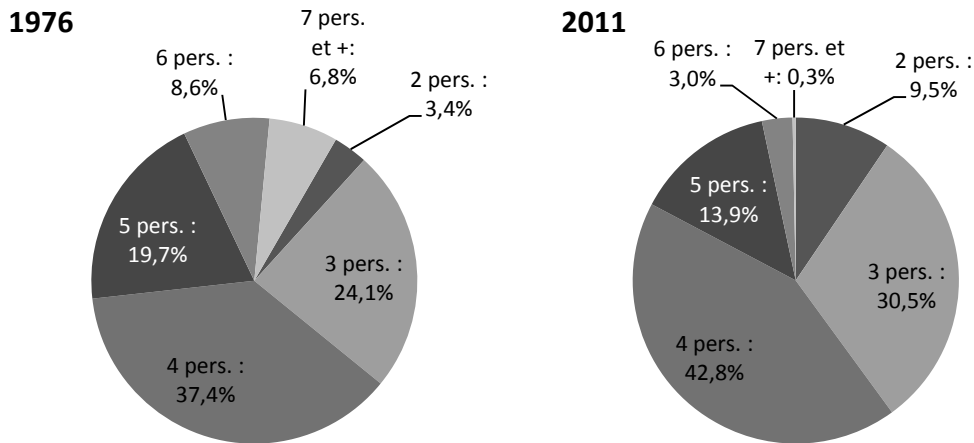 1976
7 pers.
et +:
6,8%
6 pers. :
8,6%
2 pers. :
3,4%
5 pers. :
19,7%
3 pers. :
24,1%
4 pers. :
37,4%
2011
6 pers. :
3,0%
7 pers. et
+: 0,3%
2 pers. :
9,5%
5 pers. :
13,9%
3 pers. :
30,5%
4 pers. :
42,8%